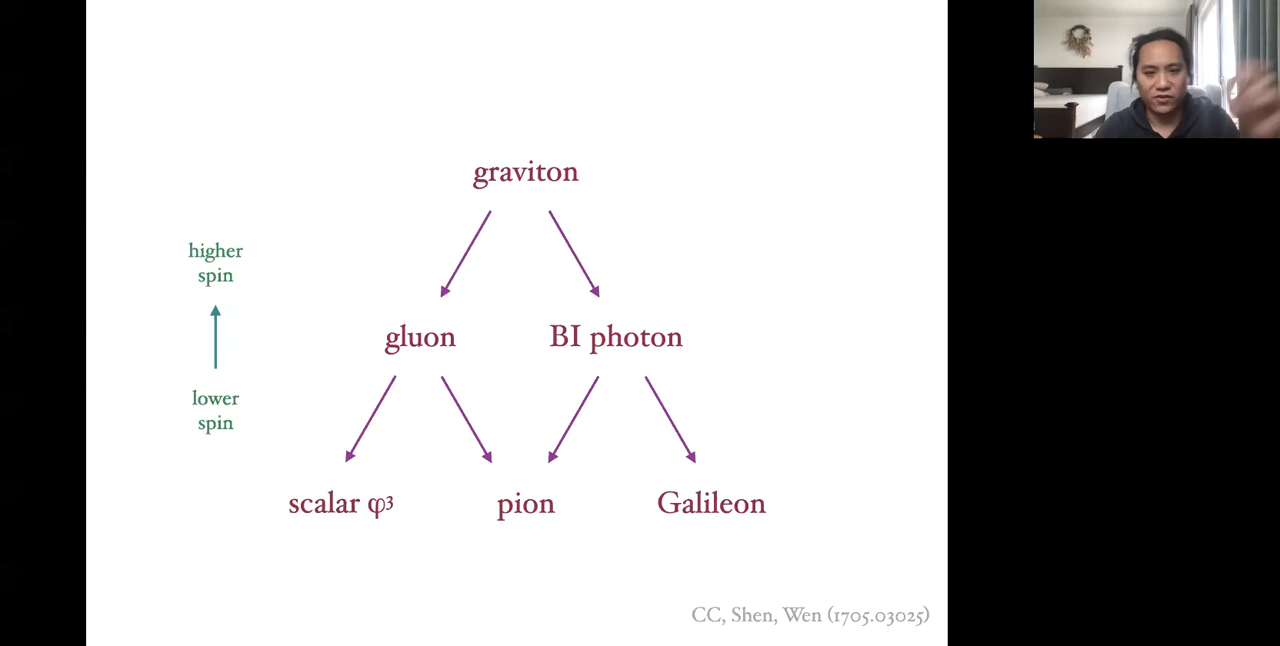 graviton
higher
spin
gluon
BI photon
lower
spin
scalar φ3
pion
Galileon
CC, Shen, Wen (1705.03025)